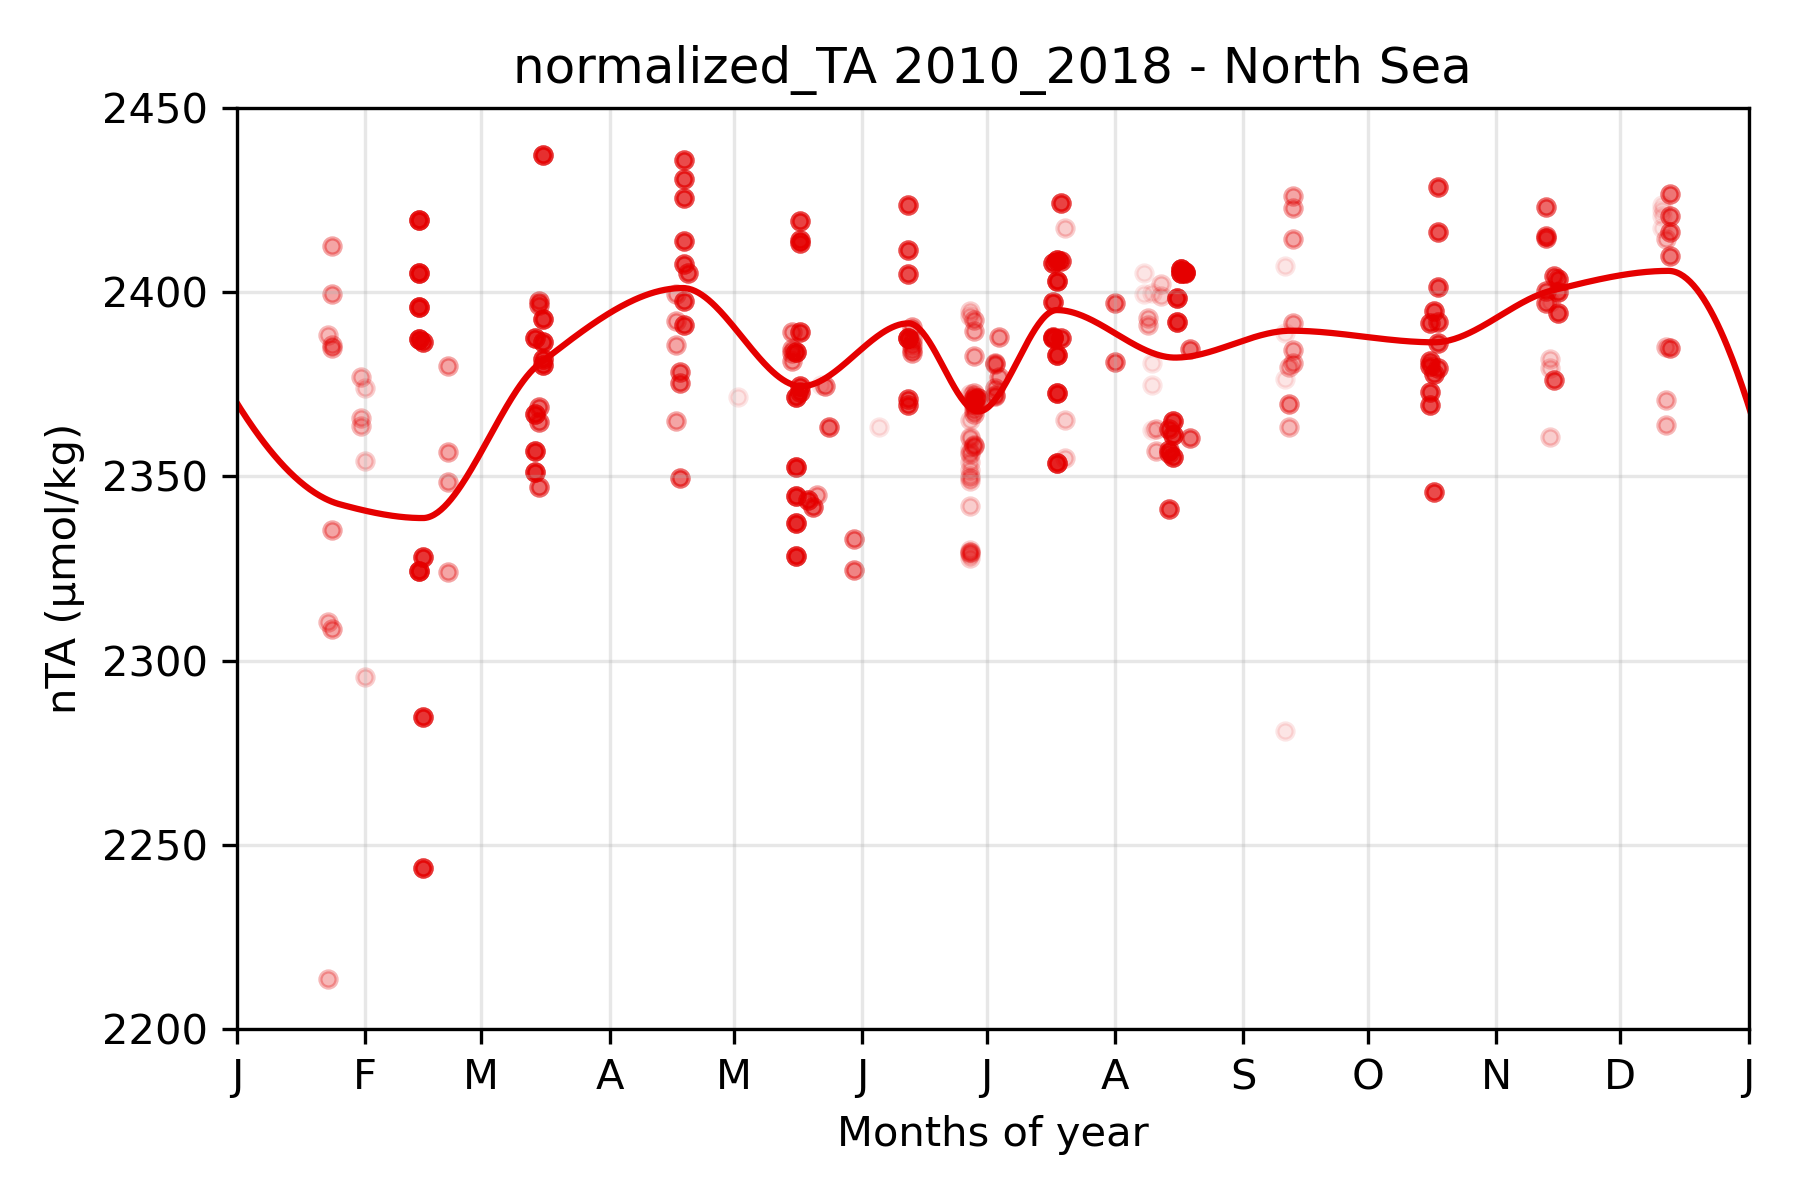 normalized_TA 2010_2018 - North Sea
nTA (µmol/kg)
2450
2400
2350
2300
2250
2200
J F M A M J J A S O N D J
Months of year